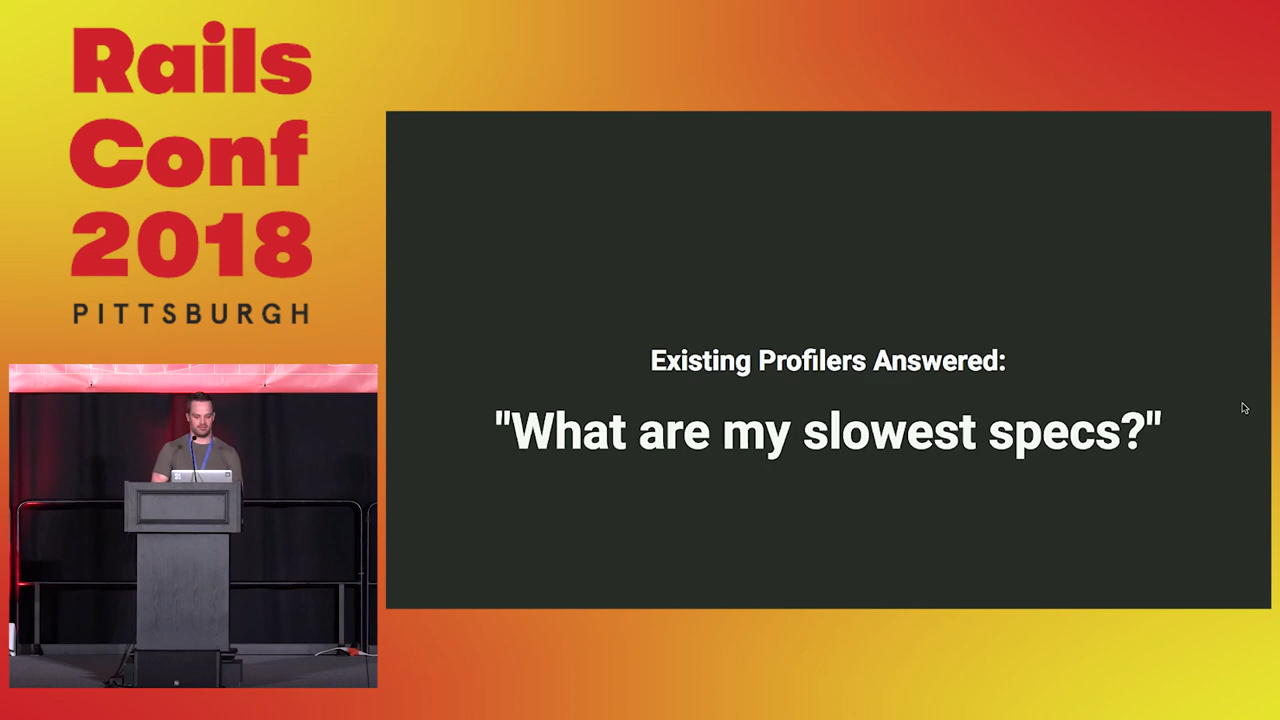 Rails
Conf
2018
PITTSBURGH
Existing Profilers Answered:
"What are my slowest specs?"